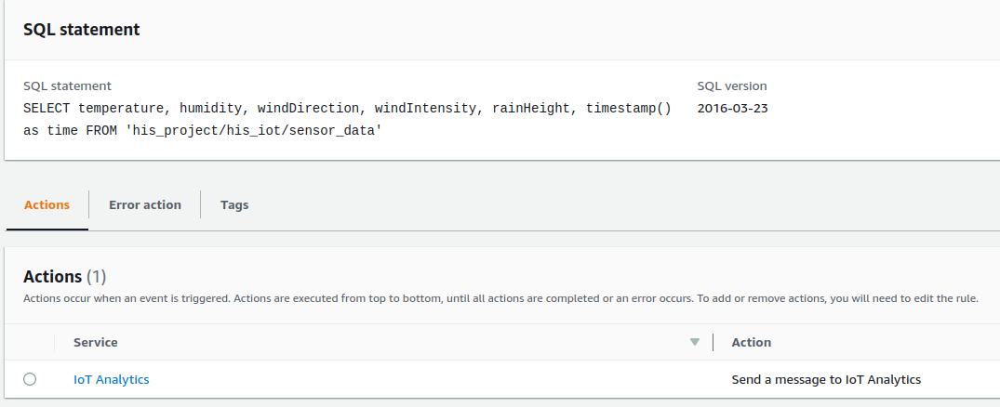 SQL statement
SQL statement
SQL version
SELECT temperature, humidity, windDirection, windIntensity, rainHeight, timestamp()
2016-03-23
as time FROM 'his_project/his_iot/sensor_data'
Actions
Error action
Tags
Actions (1)
Actions occur when an event is triggered. Actions are executed from top to bottom, until all actions are completed or an error occurs. To add or remove actions, you will need to edit the rule.
Service
Action
IoT Analytics
Send a message to IoT Analytics